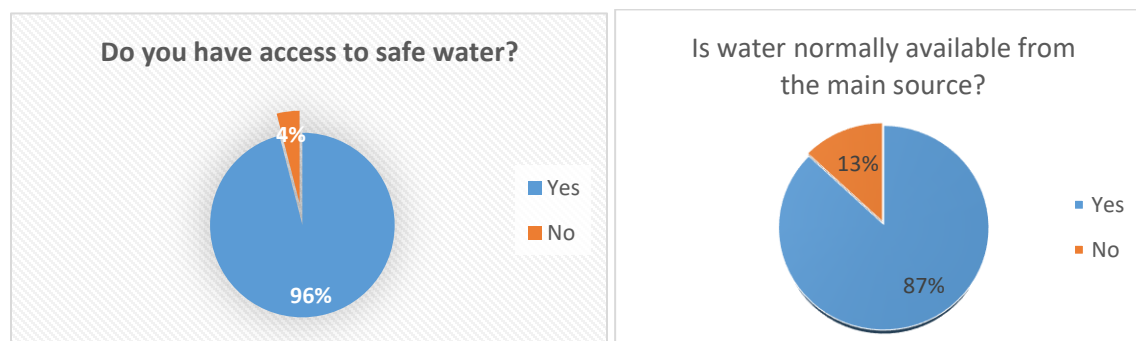 Do you have access to safe water?
4%
96%
Yes
No
Is water normally available from
the main source?
13%
87%
Yes
No